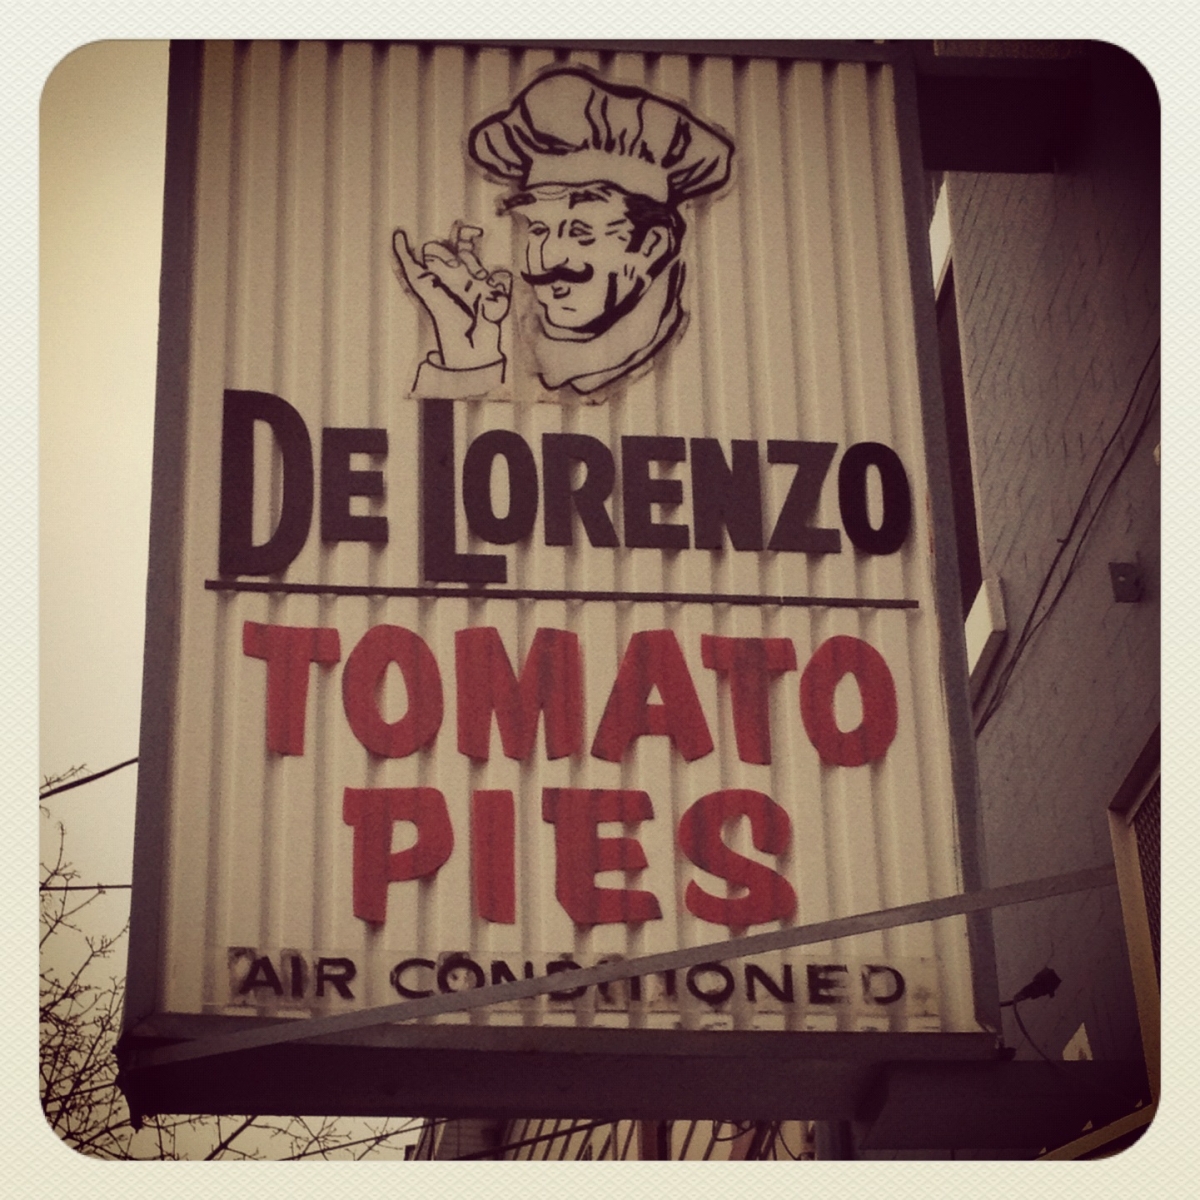 DE LORENZO
TOMATO
PIES
AIR CONDITIONED